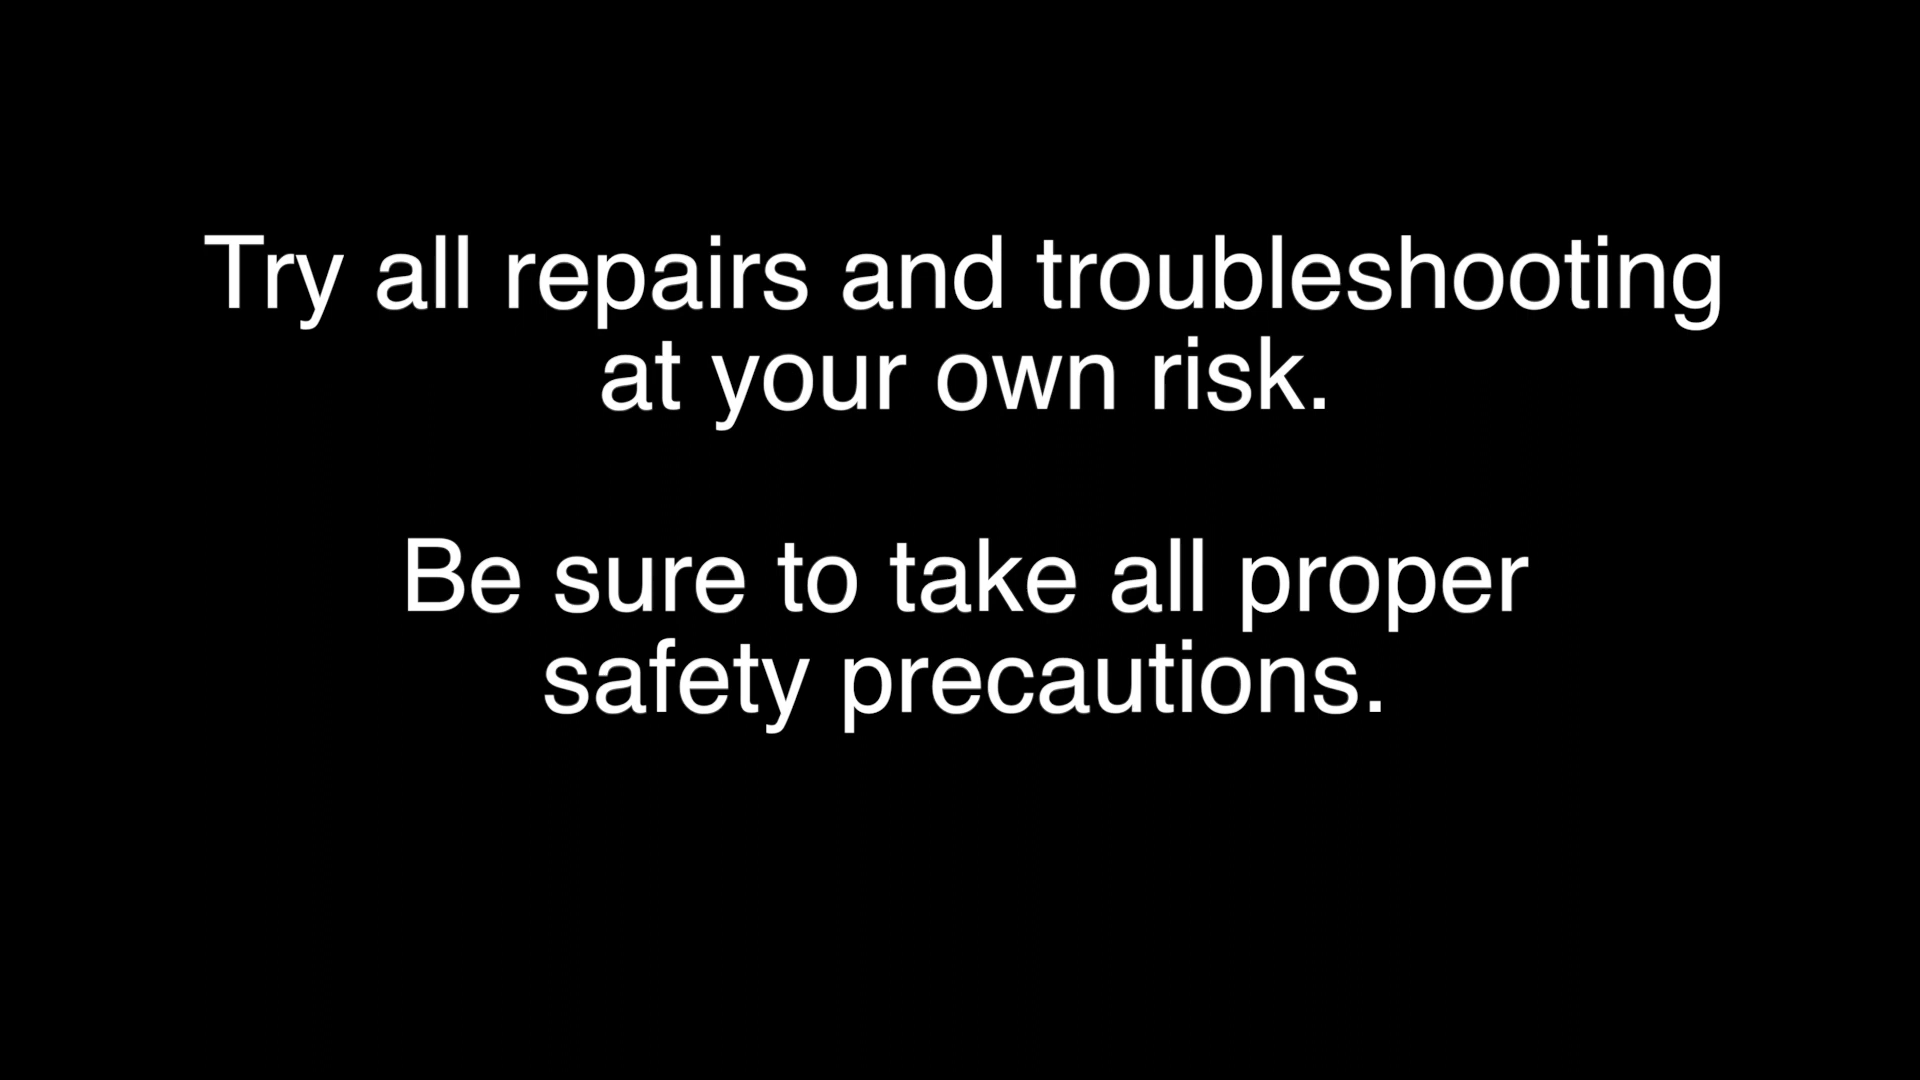 Try all repairs and troubleshooting
at your own risk.
Be sure to take all proper
safety precautions.